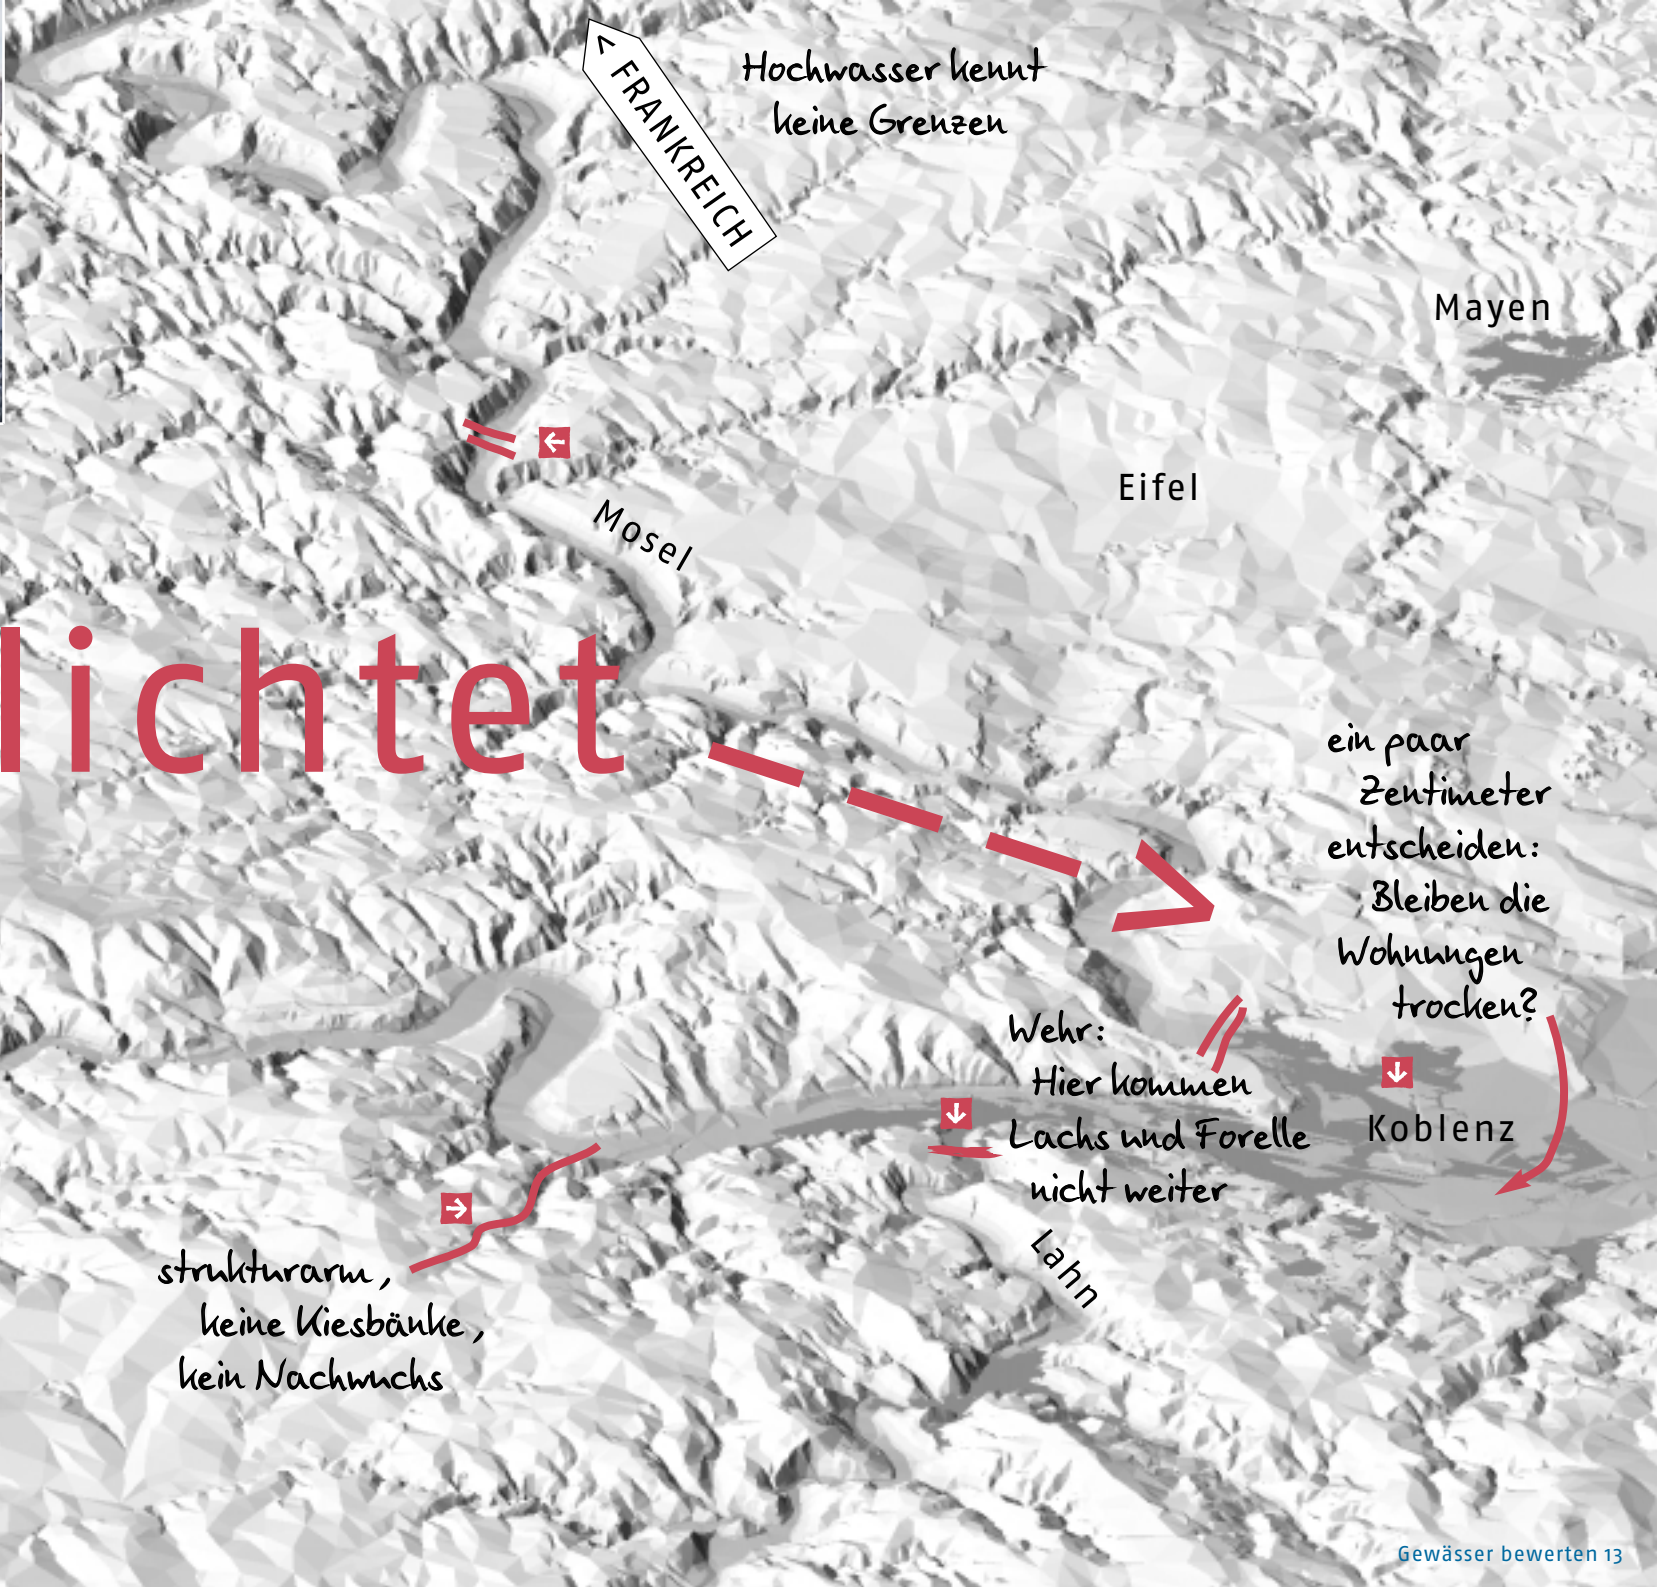 < FRANKREICH
Hochwasser kennt
keine Grenzen
Mayen
Eifel
Mosel
lichtet
ein paar
Zentimeter
entscheiden:
Bleiben die
Wohnungen
trocken?
Wehr:
Hier kommen
Lachs und Forelle
nicht weiter
Koblenz
Lahn
strukturarm,
keine Kiesbänke,
kein Nachwuchs
Gewässer bewerten 13